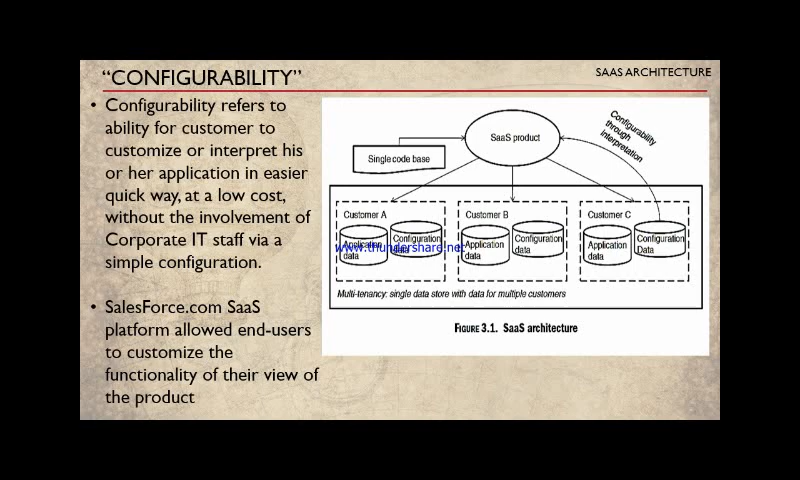 “CONFIGURABILITY”
SAAS ARCHITECTURE
• Configurability refers to
ability for customer to
customize or interpret his
or her application in easier
quick way, at a low cost,
without the involvement of
Corporate IT staff via a
simple configuration.
• SalesForce.com SaaS
platform allowed end-users
to customize the
functionality of their view of
the product
SaaS product
Configurability
through
interpretation
Single code base
Customer A
Application
data
Configuration
data
Customer B
Application
data
Configuration
data
Customer C
Application
data
Configuration
Data
www.thundershare.net
Multi-tenancy: single data store with data for multiple customers
FIGURE 3.1. SaaS architecture